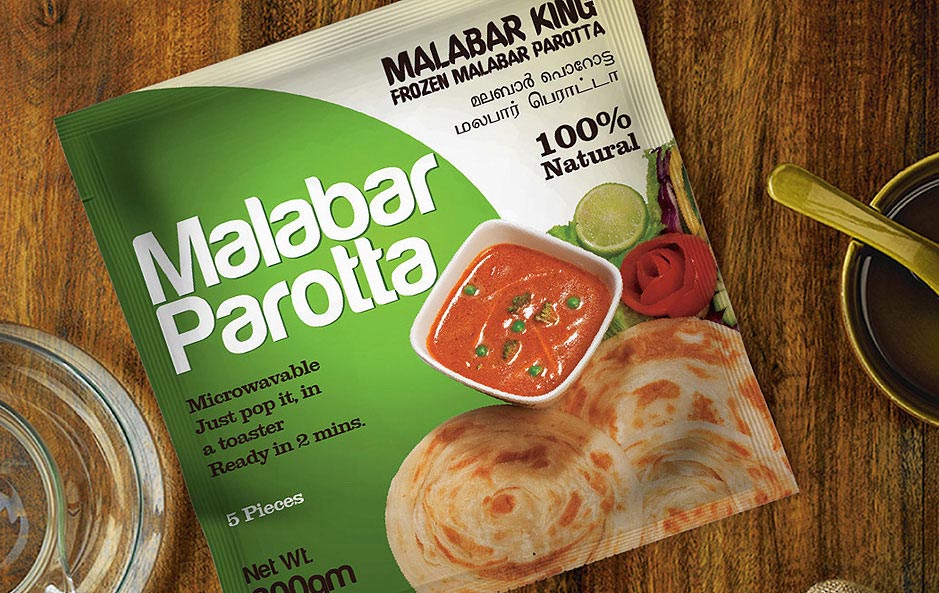 MALABAR KING
FROZEN MALABAR PAROTTA
മലബാർ പൊറോട്ട
மலபார் பெராட்டா
100%
Natural
Malabar
Parotta
Microwavable
Just pop it, in
a toaster
Ready in 2 mins.
5 Pieces
Net Wt